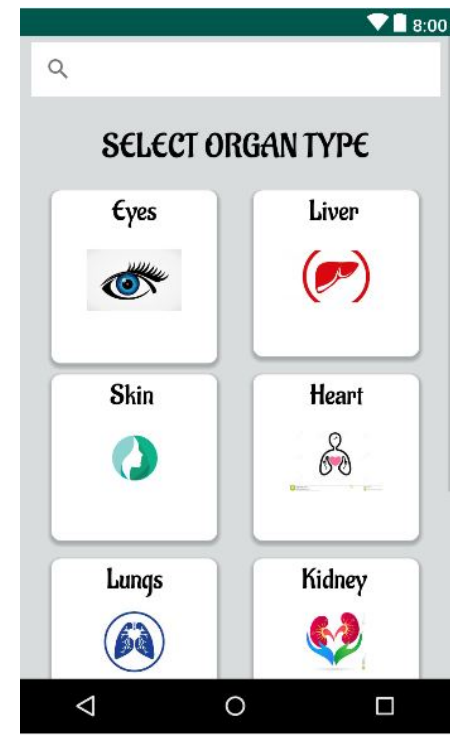 8:00
SELECT ORGAN TYPE
Eyes Liver
Skin Heart
Lungs Kidney